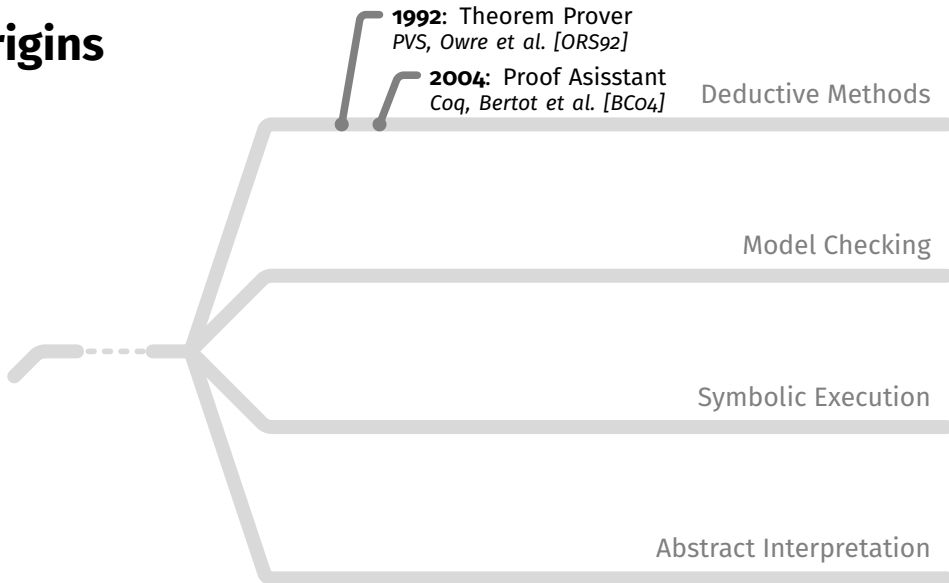 rigins
1992: Theorem Prover
PVS, Owre et al. [ORS92]
2004: Proof Asisstant
Coq, Bertot et al. [BC04]
Deductive Methods
Model Checking
Symbolic Execution
Abstract Interpretation